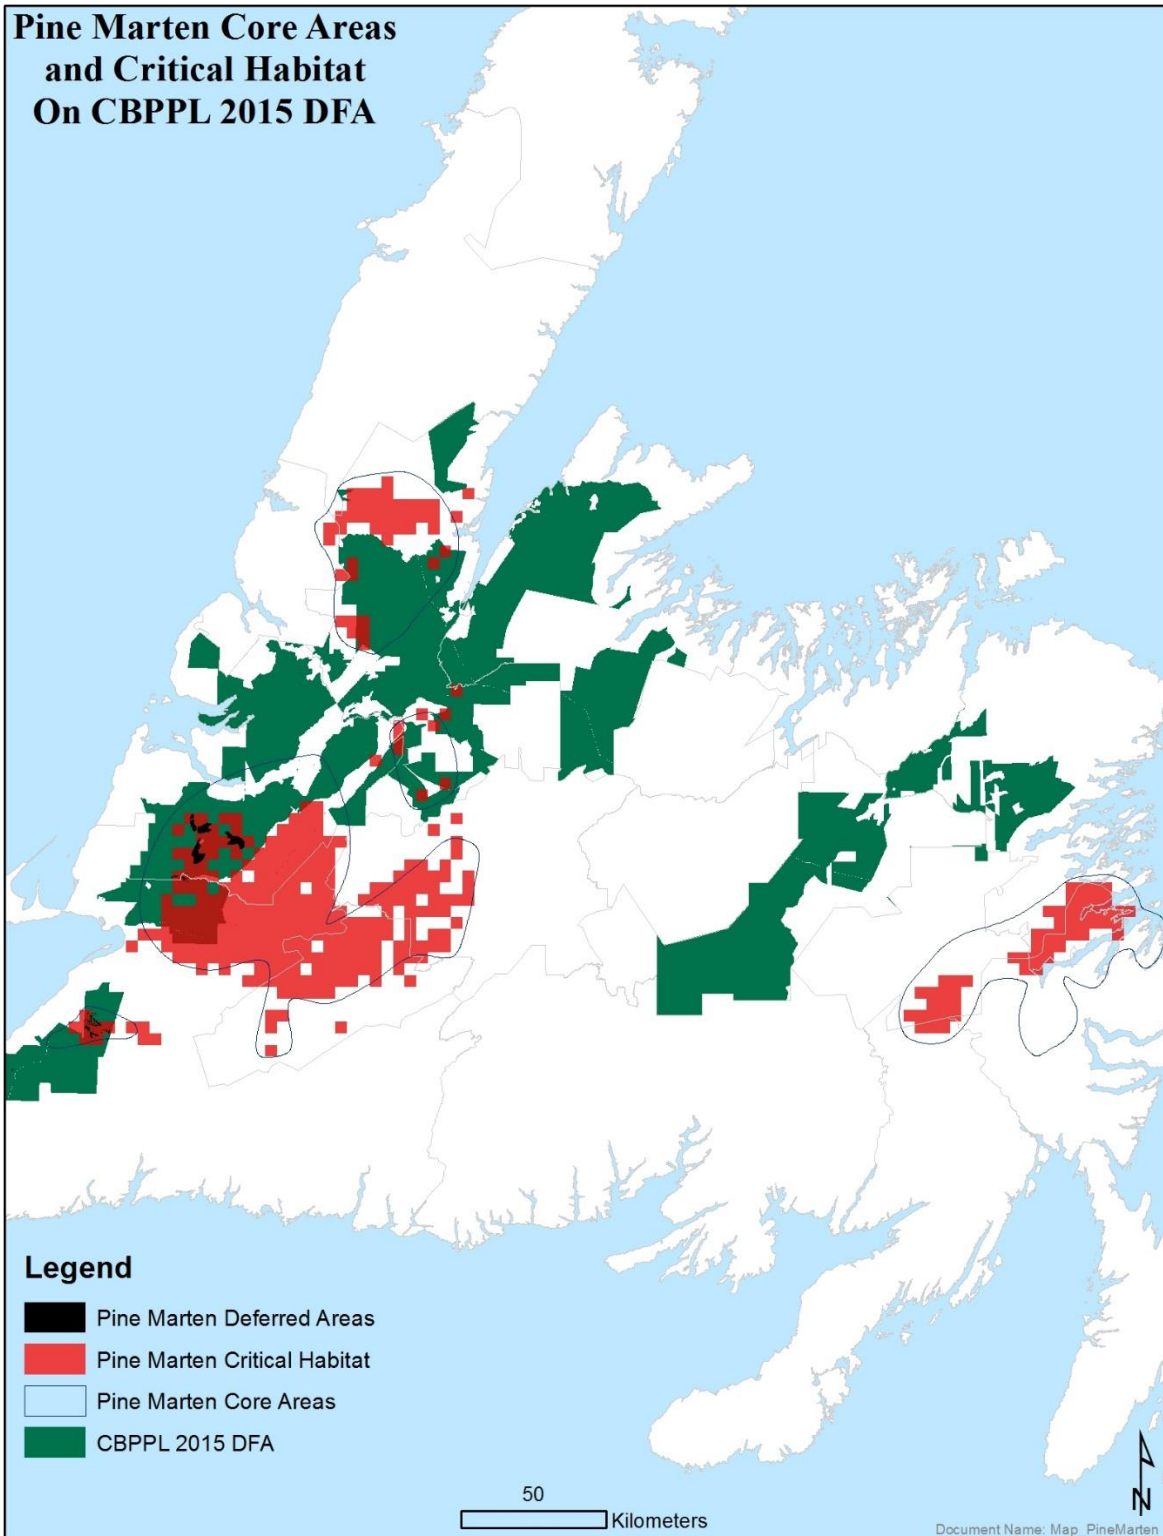 Pine Marten Core Areas
and Critical Habitat
On CBPPL 2015 DFA
Legend
Pine Marten Deferred Areas
Pine Marten Critical Habitat
Pine Marten Core Areas
CBPPL 2015 DFA
50
Kilometers
N
Document Name: Map_PineMarten